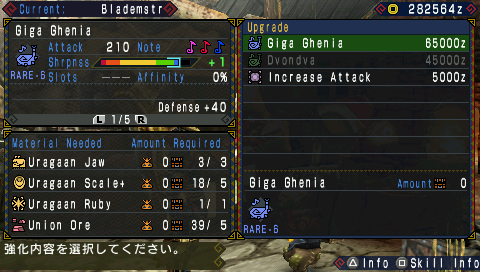 Current: Blademstr
282564z
Giga Ghenia
Attack 210 Note
Shrpnss +1
RARE-6 Slots --- Affinity 0%
Defense +40
L 1/5 R
Material Needed Amount Required
Uragaan Jaw 0 3/ 3
Uragaan Scale+ 0 18/ 5
Uragaan Ruby 0 1/ 1
Union Ore 0 39/ 5
Upgrade
Giga Ghenia 65000z
Dvondva 45000z
Increase Attack 5000z
Giga Ghenia Amount 0
RARE-6
強化内容を選択してください。
△ Info □ Skill Info